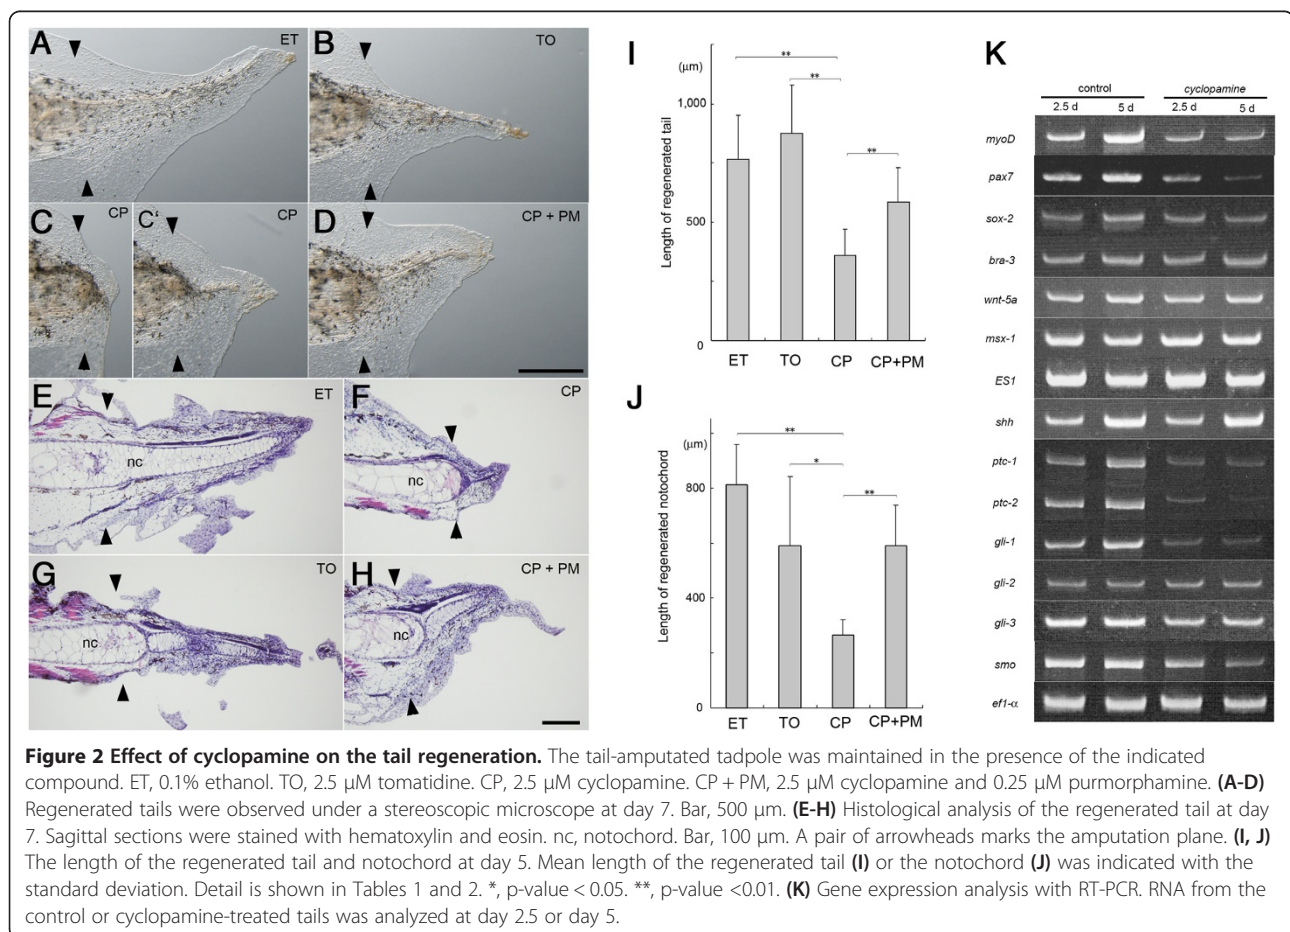 A
ET
B
TO
C
CP
C'
CP
D
CP + PM
E
ET
nc
F
CP
nc
G
TO
nc
H
CP + PM
nc
I
(μm)
1,000
500
0
Length of regenerated tail
**
**
**
ET TO CP CP+PM
J
(μm)
800
400
0
Length of regenerated notochord
**
*
**
ET TO CP CP+PM
K
control cyclopamine
2.5 d 5 d 2.5 d 5 d
myoD
pax7
sox-2
bra-3
wnt-5a
msx-1
ES1
shh
ptc-1
ptc-2
gli-1
gli-2
gli-3
smo
ef1-α
Figure 2 Effect of cyclopamine on the tail regeneration. The tail-amputated tadpole was maintained in the presence of the indicated
compound. ET, 0.1% ethanol. TO, 2.5 μM tomatidine. CP, 2.5 μM cyclopamine. CP + PM, 2.5 μM cyclopamine and 0.25 μM purmorphamine. (A-D)
Regenerated tails were observed under a stereoscopic microscope at day 7. Bar, 500 μm. (E-H) Histological analysis of the regenerated tail at day
7. Sagittal sections were stained with hematoxylin and eosin. nc, notochord. Bar, 100 μm. A pair of arrowheads marks the amputation plane. (I, J)
The length of the regenerated tail and notochord at day 5. Mean length of the regenerated tail (I) or the notochord (J) was indicated with the
standard deviation. Detail is shown in Tables 1 and 2. *, p-value < 0.05. **, p-value <0.01. (K) Gene expression analysis with RT-PCR. RNA from the
control or cyclopamine-treated tails was analyzed at day 2.5 or day 5.